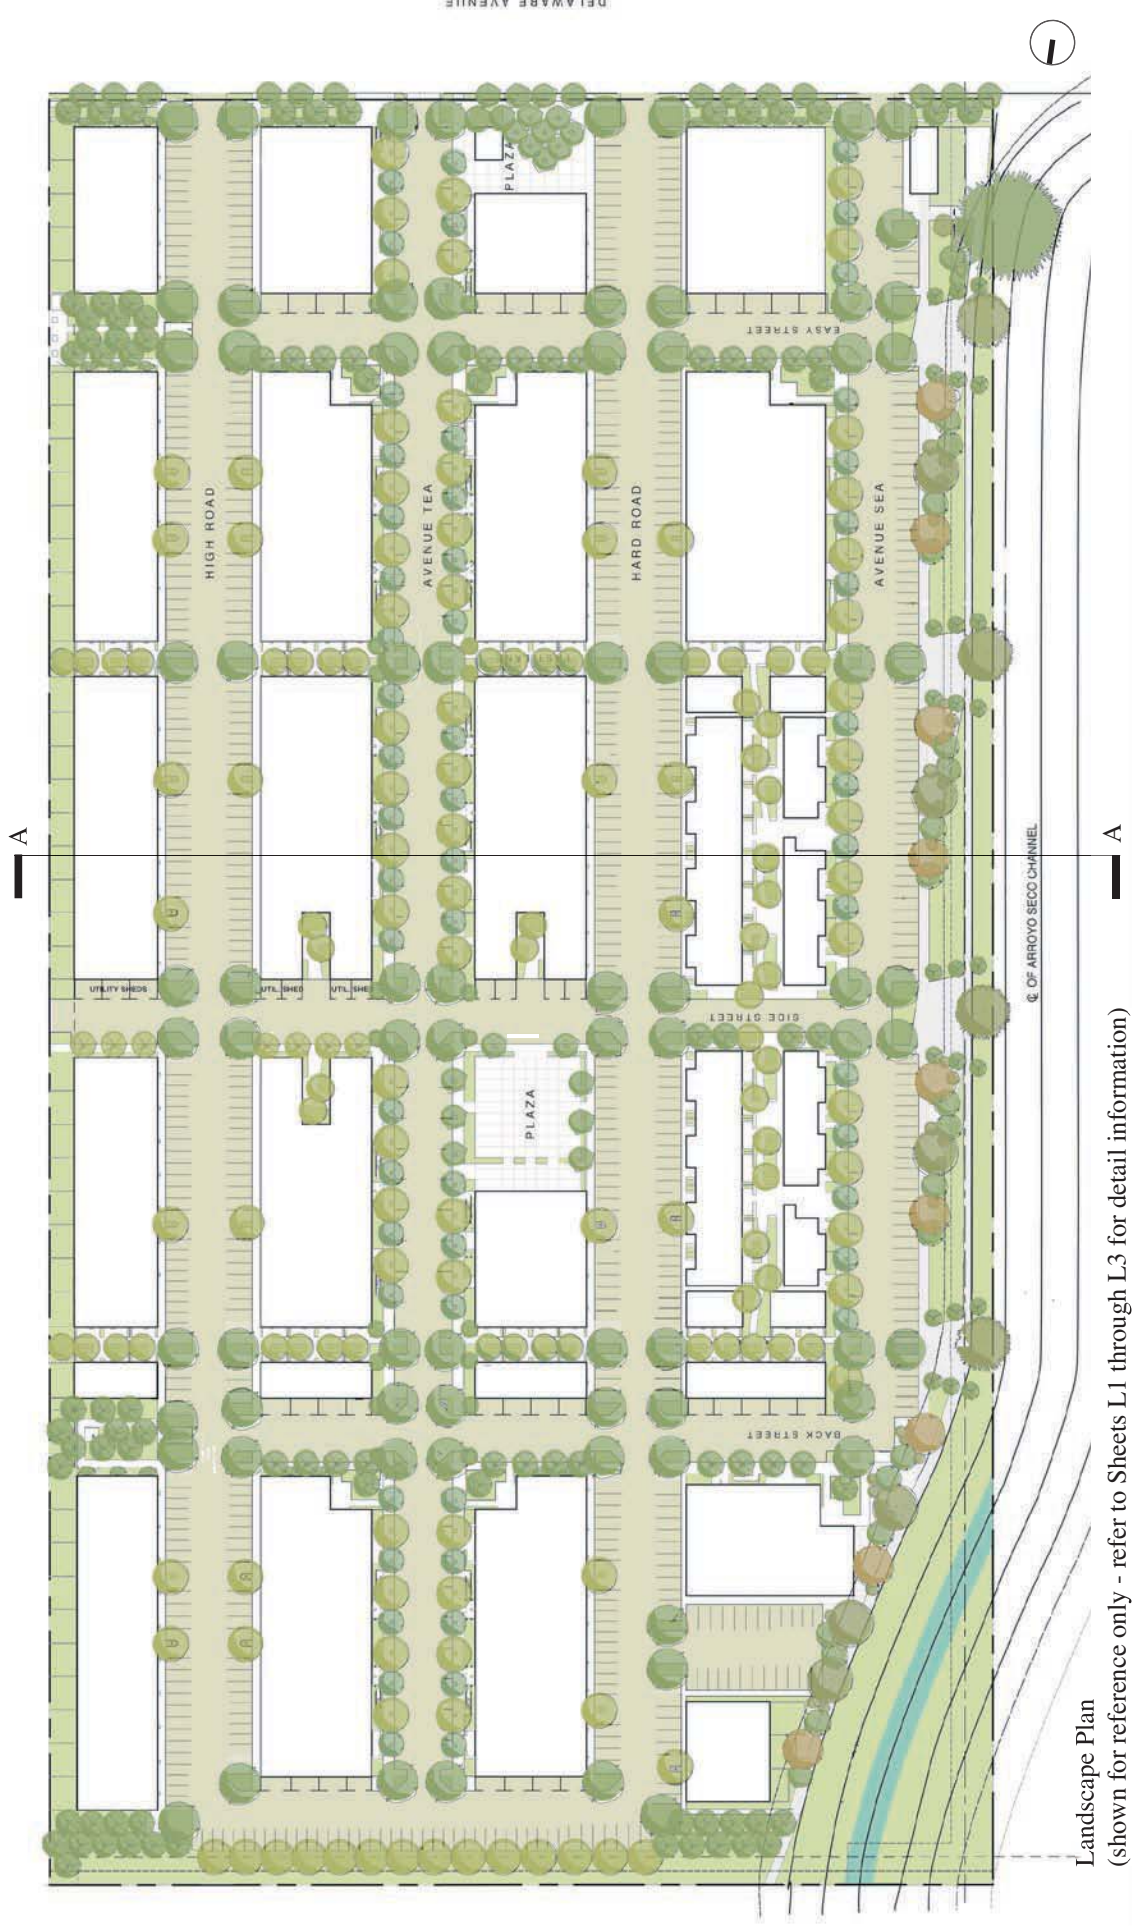 DELAWARE AVENUE
PLAZA
EASY STREET
HIGH ROAD
AVENUE TEA
HARD ROAD
AVENUE SEA
A
A
℄ OF ARROYO SECO CHANNEL
UTILITY SHEDS
UTIL. SHED
UTIL. SHE
SIDE STREET
PLAZA
BACK STREET
Landscape Plan
(shown for reference only - refer to Sheets L1 through L3 for detail information)